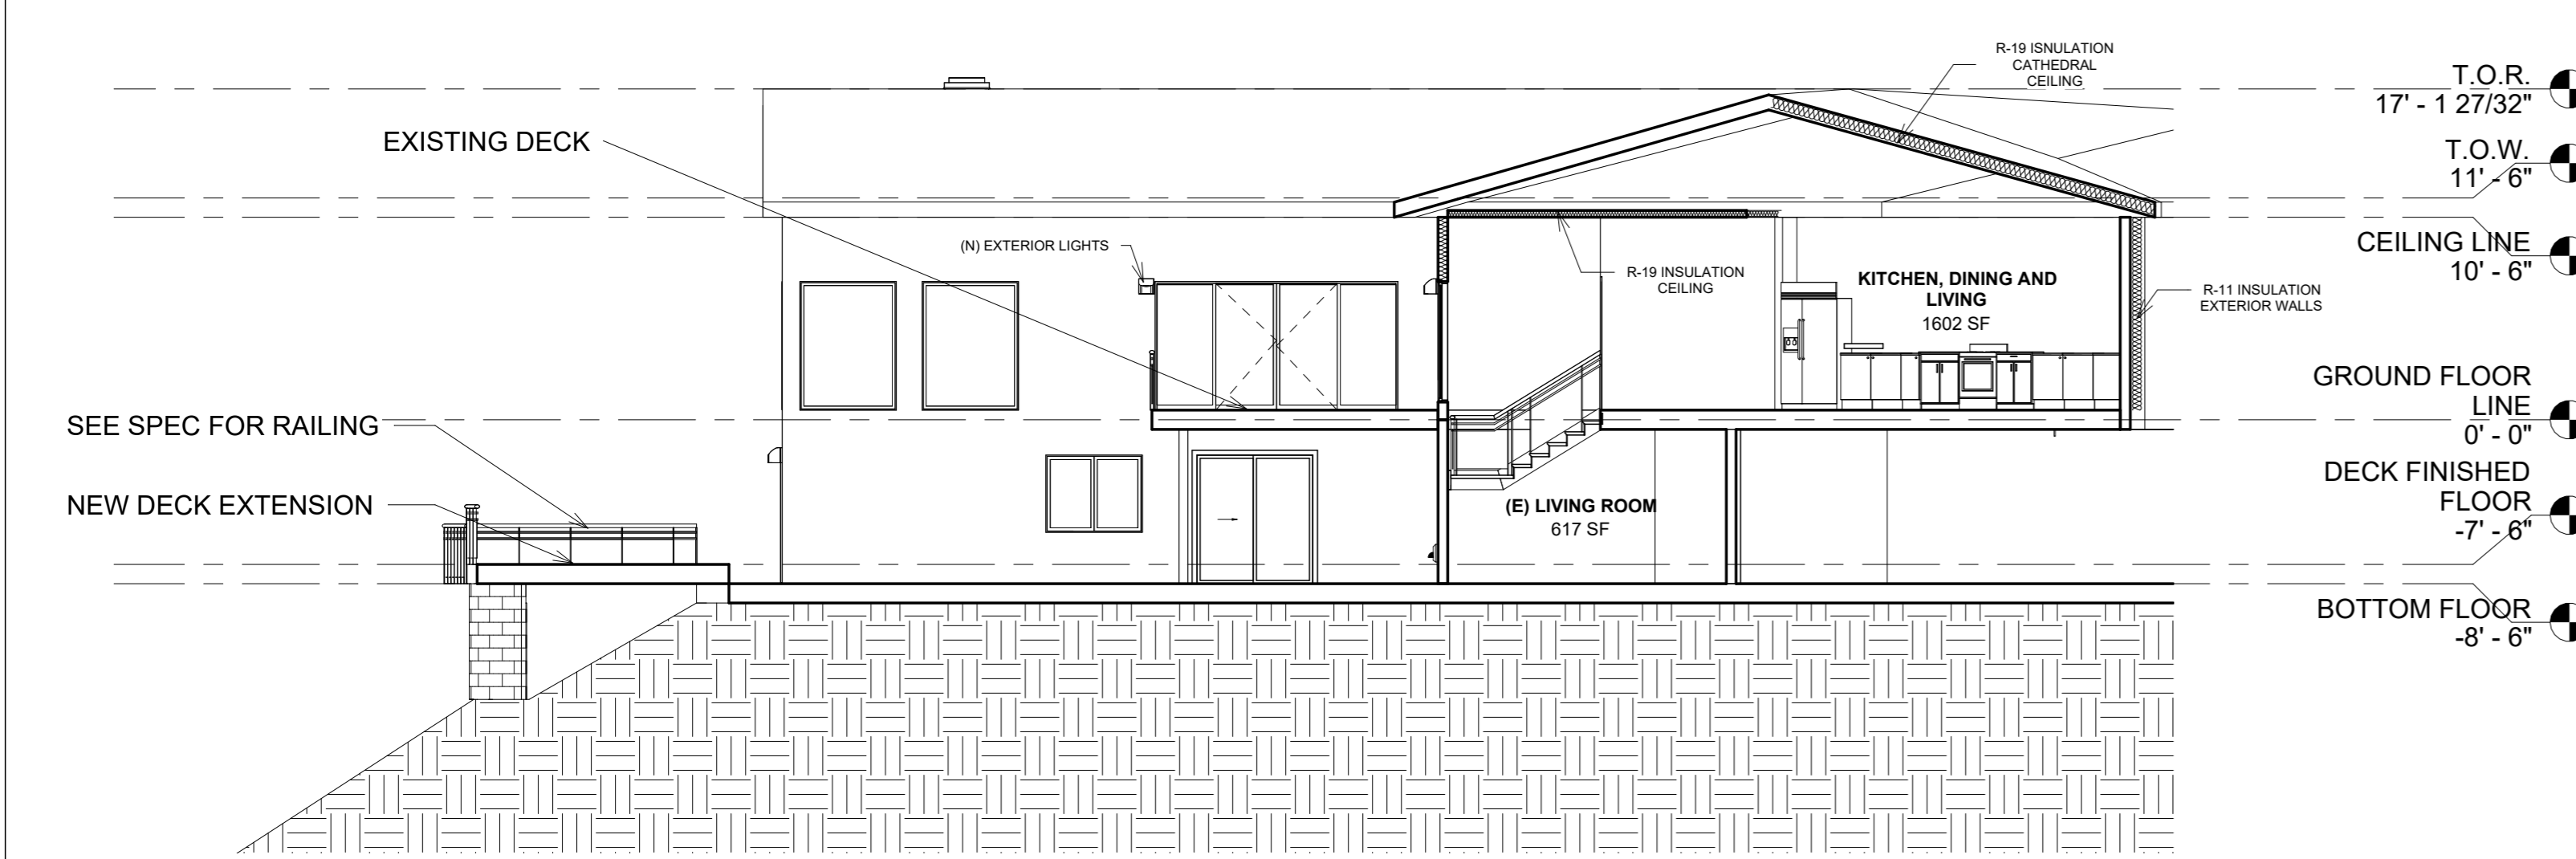 R-19 ISNULATION
CATHEDRAL
CEILING
T.O.R.
17' - 1 27/32"
EXISTING DECK
T.O.W.
11' - 6"
(N) EXTERIOR LIGHTS
CEILING LINE
10' - 6"
R-19 INSULATION
CEILING
KITCHEN, DINING AND
LIVING
1602 SF
R-11 INSULATION
EXTERIOR WALLS
GROUND FLOOR
LINE
0' - 0"
SEE SPEC FOR RAILING
NEW DECK EXTENSION
(E) LIVING ROOM
617 SF
DECK FINISHED
FLOOR
-7' - 6"
BOTTOM FLOOR
-8' - 6"